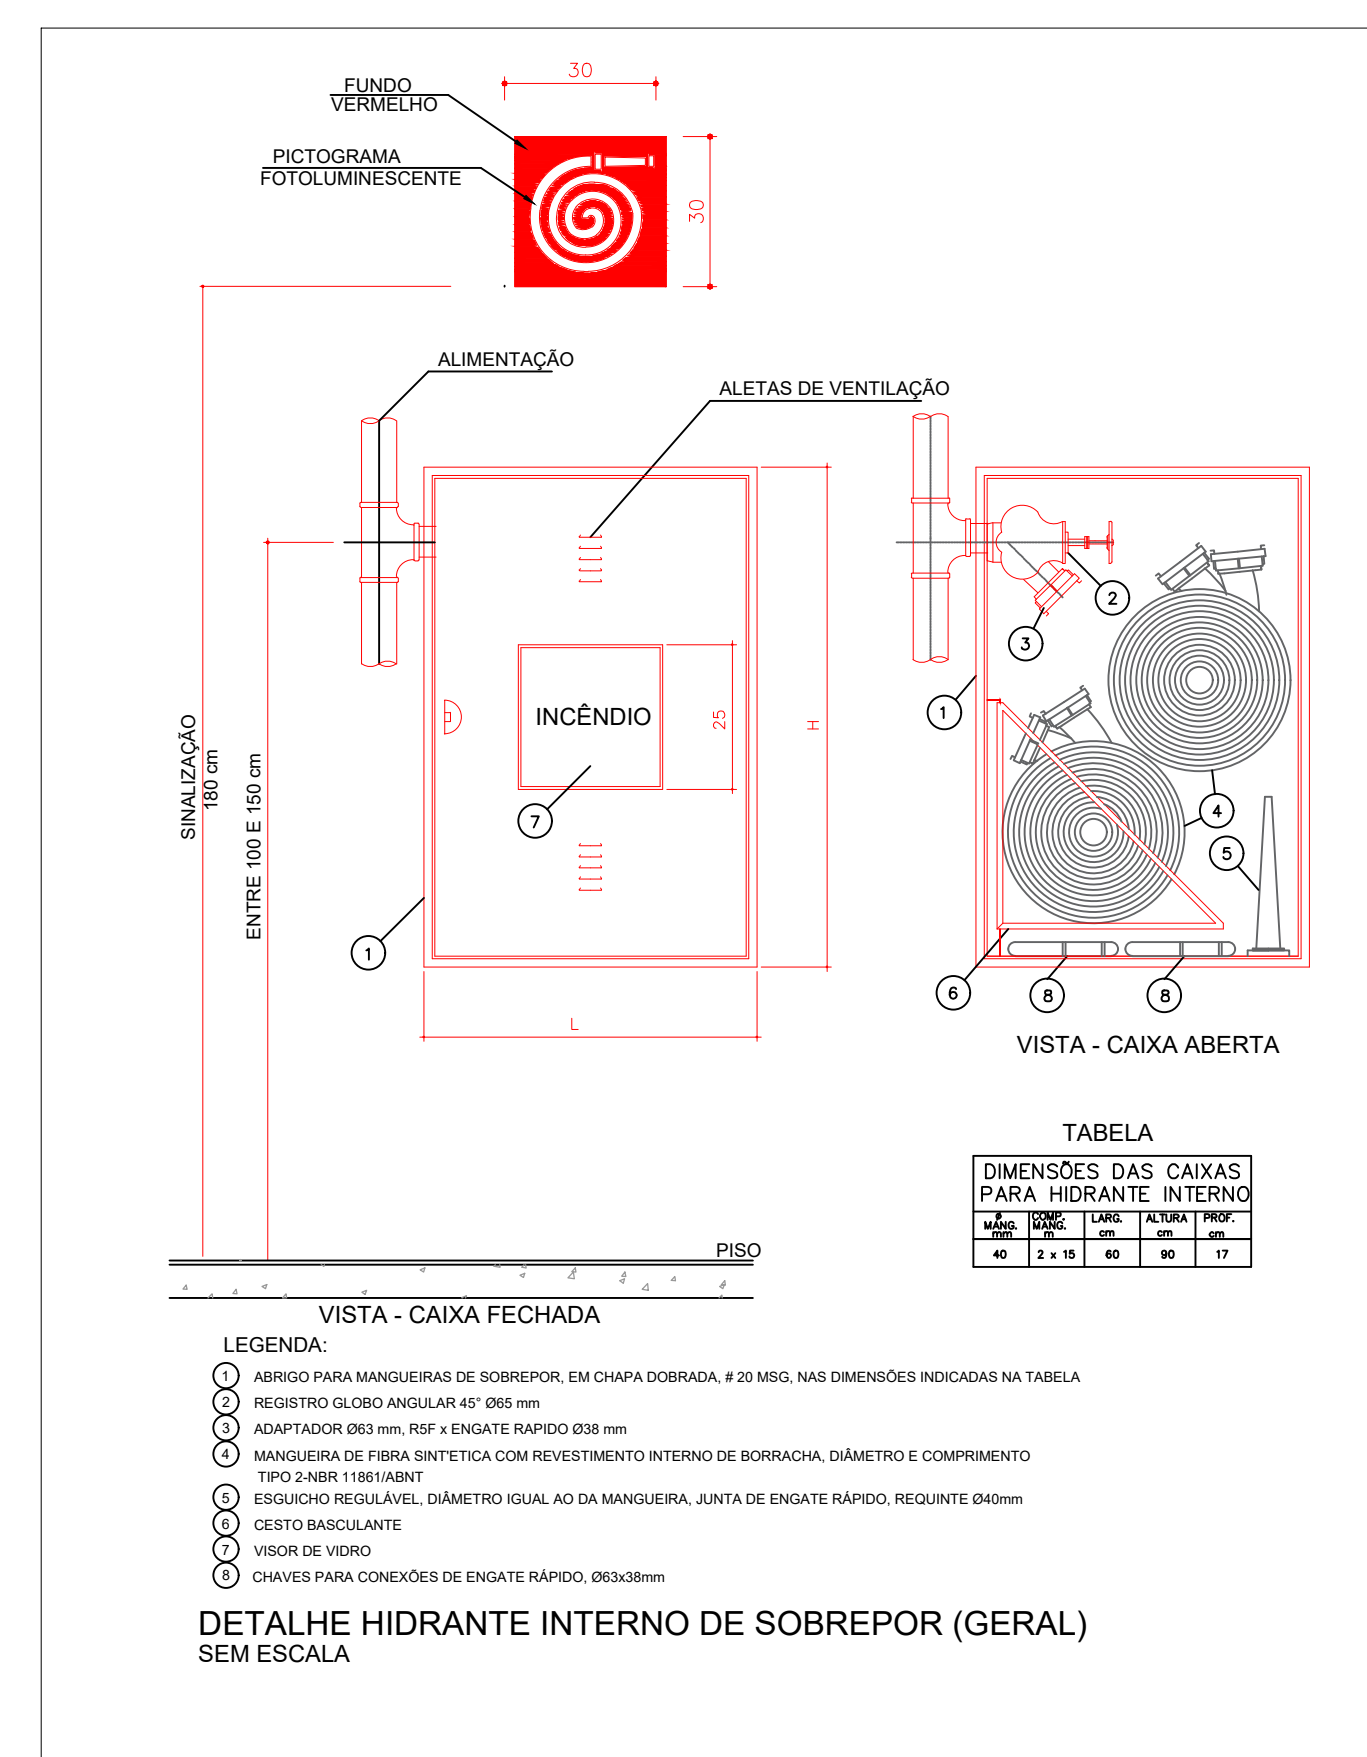 30
FUNDO
VERMELHO
PICTOGRAMA
FOTOLUMINESCENTE
30
ALIMENTAÇÃO
ALETAS DE VENTILAÇÃO
SINALIZAÇÃO
180 cm
ENTRE 100 E 150 cm
INCÊNDIO
25
H
7
1
L
2
3
1
4
5
6
8
8
VISTA - CAIXA ABERTA
TABELA
DIMENSÕES DAS CAIXAS
PARA HIDRANTE INTERNO
ø MANG. mm COMP. MANG. m LARG. cm ALTURA cm PROF. cm
40 2 x 15 60 90 17
PISO
VISTA - CAIXA FECHADA
LEGENDA:
1 ABRIGO PARA MANGUEIRAS DE SOBREPOR, EM CHAPA DOBRADA, # 20 MSG, NAS DIMENSÕES INDICADAS NA TABELA
2 REGISTRO GLOBO ANGULAR 45° Ø65 mm
3 ADAPTADOR Ø63 mm, R5F x ENGATE RAPIDO Ø38 mm
4 MANGUEIRA DE FIBRA SINT'ETICA COM REVESTIMENTO INTERNO DE BORRACHA, DIÂMETRO E COMPRIMENTO
TIPO 2-NBR 11861/ABNT
5 ESGUICHO REGULÁVEL, DIÂMETRO IGUAL AO DA MANGUEIRA, JUNTA DE ENGATE RÁPIDO, REQUINTE Ø40mm
6 CESTO BASCULANTE
7 VISOR DE VIDRO
8 CHAVES PARA CONEXÕES DE ENGATE RÁPIDO, Ø63x38mm
DETALHE HIDRANTE INTERNO DE SOBREPOR (GERAL)
SEM ESCALA